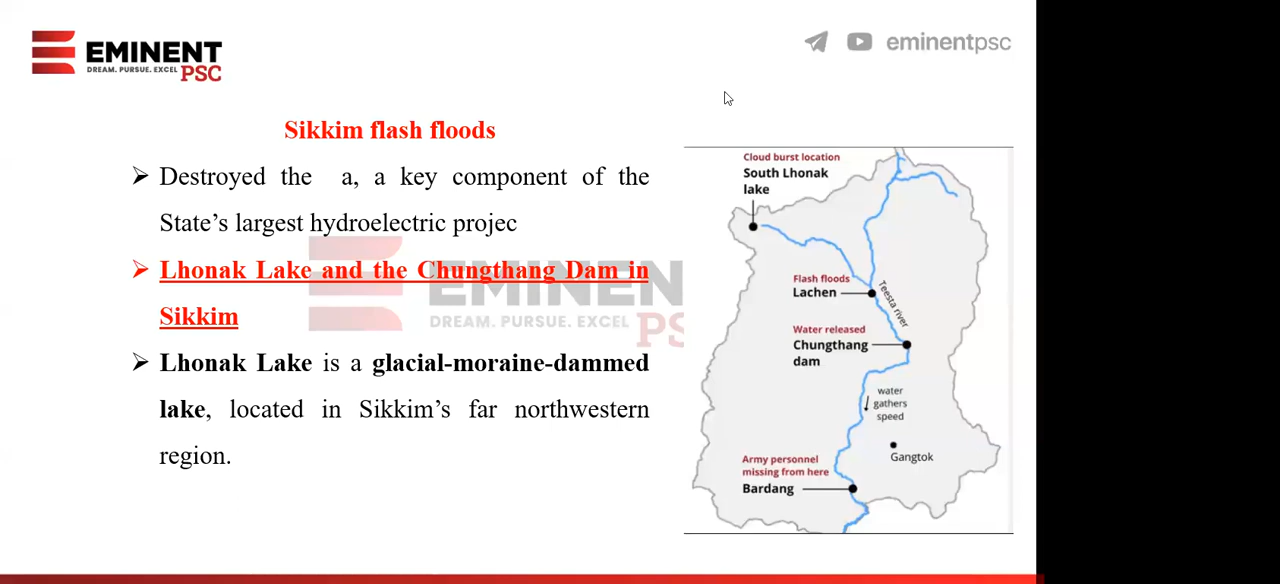 EMINENT
DREAM. PURSUE. EXCEL
PSC
eminentpsc
Sikkim flash floods
➢ Destroyed the a, a key component of the
State’s largest hydroelectric projec
➢ Lhonak Lake and the Chungthang Dam in
Sikkim
➢ Lhonak Lake is a glacial-moraine-dammed
lake, located in Sikkim’s far northwestern
region.
EMINEN
DREAM. PURSUE. EXCEL
PS
Cloud burst location
South Lhonak
lake
Flash floods
Lachen
Teesta river
Water released
Chungthang
dam
water
gathers
speed
Gangtok
Army personnel
missing from here
Bardang